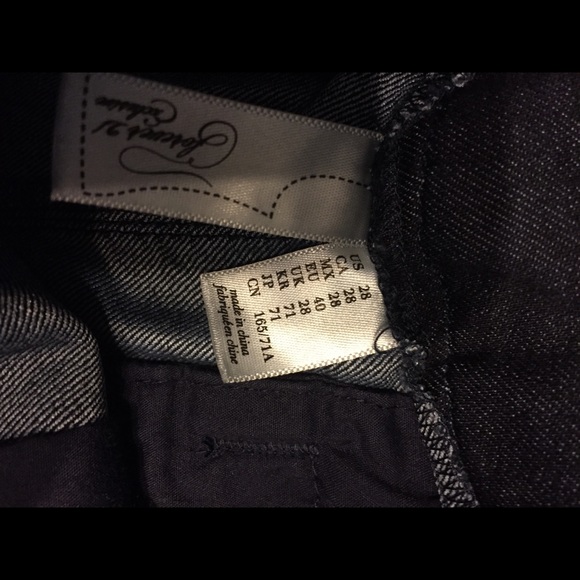 Forever 21
Exclusive
US 28
CA 28
MX 28
EU 40
UK 28
KR 71
JP 71
CN 165/71A
made in china
fabriqué en chine